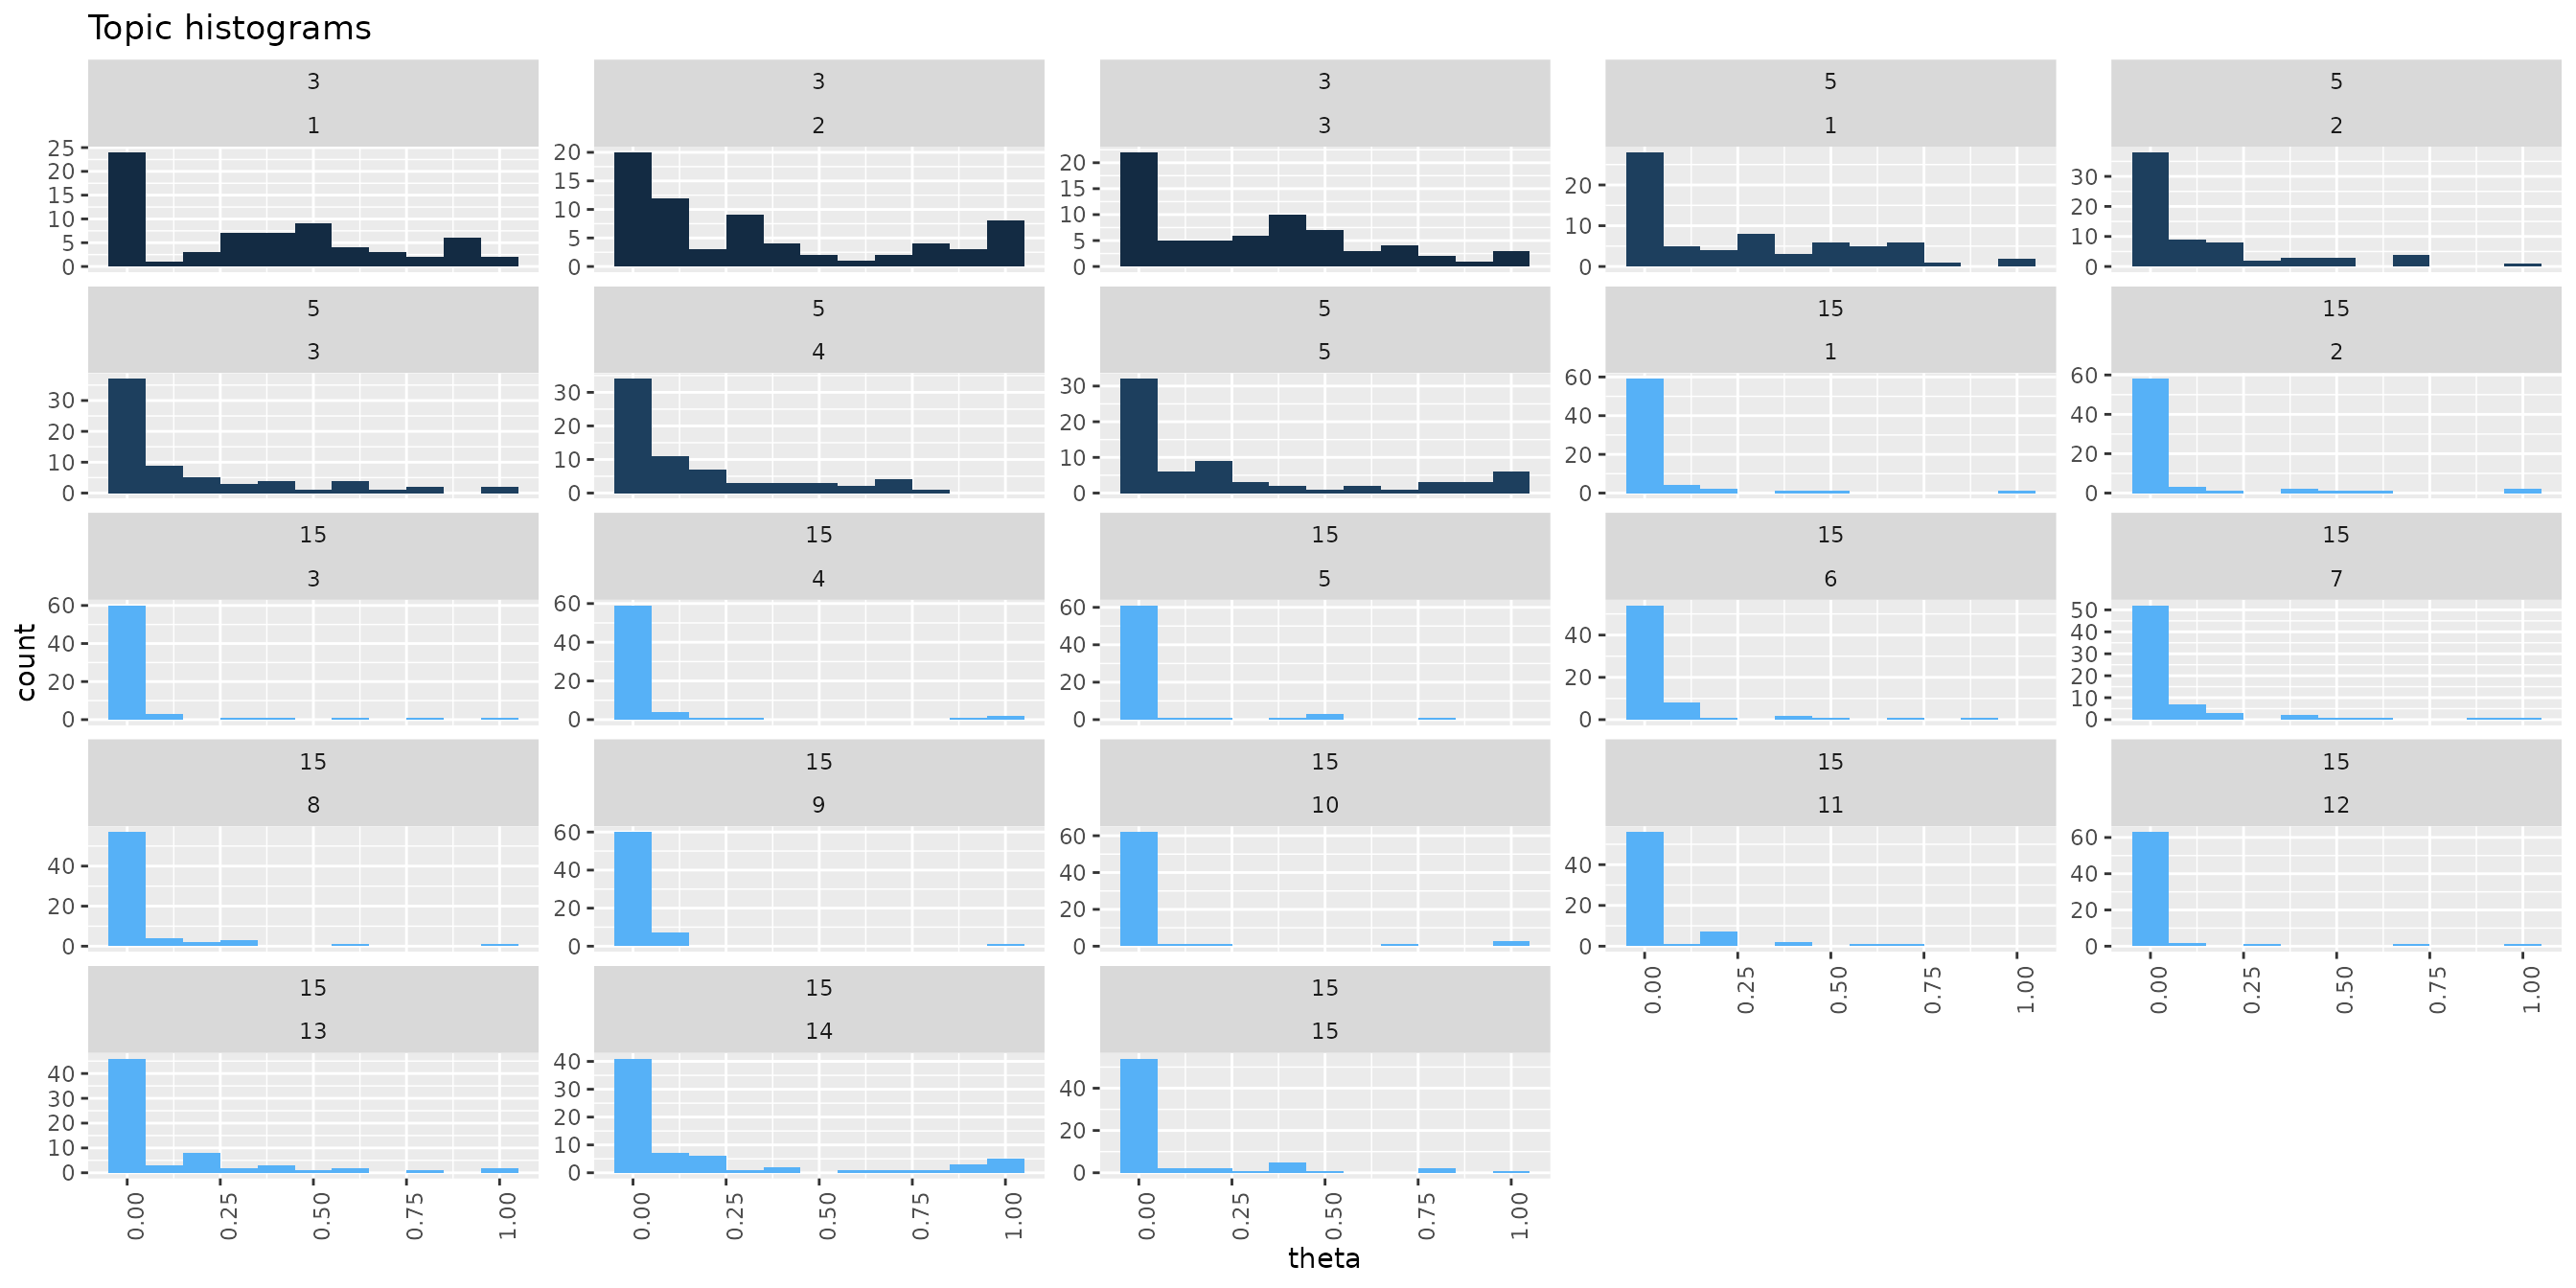 Topic histograms
3 3 3 5 5
1 2 3 1 2
25 20 15 10 5 0
20 15 10 5 0
20 15 10 5 0
20 10 0
30 20 10 0
5 5 5 15 15
3 4 5 1 2
30 20 10 0
30 20 10 0
30 20 10 0
60 40 20 0
60 40 20 0
15 15 15 15 15
3 4 5 6 7
60 40 20 0
60 40 20 0
60 40 20 0
40 20 0
50 40 30 20 10 0
count
15 15 15 15 15
8 9 10 11 12
40 20 0
60 40 20 0
60 40 20 0
40 20 0
60 40 20 0
0.00 0.25 0.50 0.75 1.00
0.00 0.25 0.50 0.75 1.00
15 15 15
13 14 15
40 30 20 10 0
40 30 20 10 0
40 20 0
0.00 0.25 0.50 0.75 1.00
0.00 0.25 0.50 0.75 1.00
0.00 0.25 0.50 0.75 1.00
theta